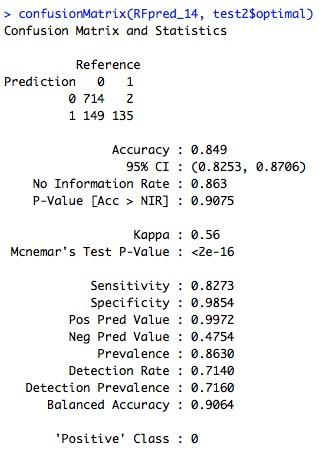 > confusionMatrix(RFpred_14, test2$optimal)
Confusion Matrix and Statistics
Reference
Prediction 0 1
0 714 2
1 149 135
Accuracy : 0.849
95% CI : (0.8253, 0.8706)
No Information Rate : 0.863
P-Value [Acc > NIR] : 0.9075
Kappa : 0.56
Mcnemar's Test P-Value : <2e-16
Sensitivity : 0.8273
Specificity : 0.9854
Pos Pred Value : 0.9972
Neg Pred Value : 0.4754
Prevalence : 0.8630
Detection Rate : 0.7140
Detection Prevalence : 0.7160
Balanced Accuracy : 0.9064
'Positive' Class : 0